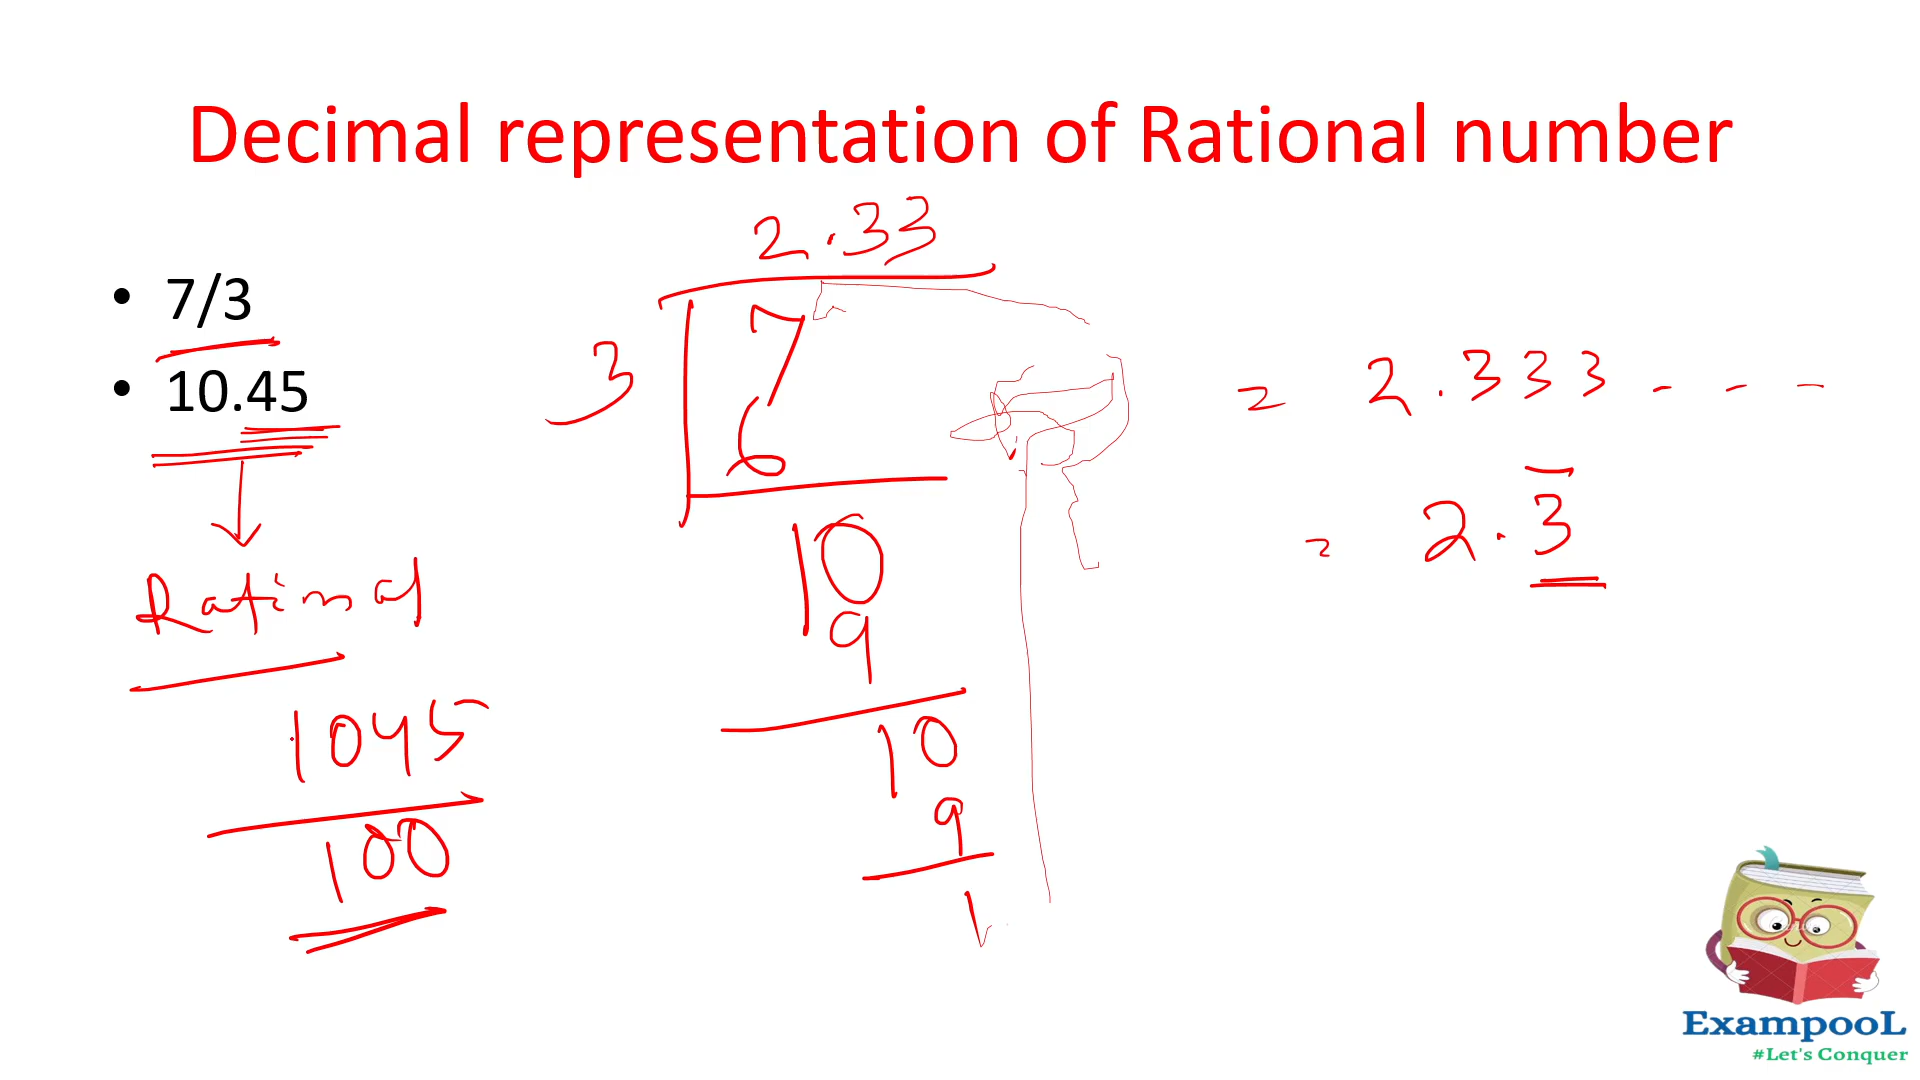 Decimal representation of Rational number
• 7/3
• 10.45
Rational
1045
100
2.33
3
7
6
10
9
10
9
1
= 2.333 - - -
= 2.3̅
ExampooL
#Let's Conquer